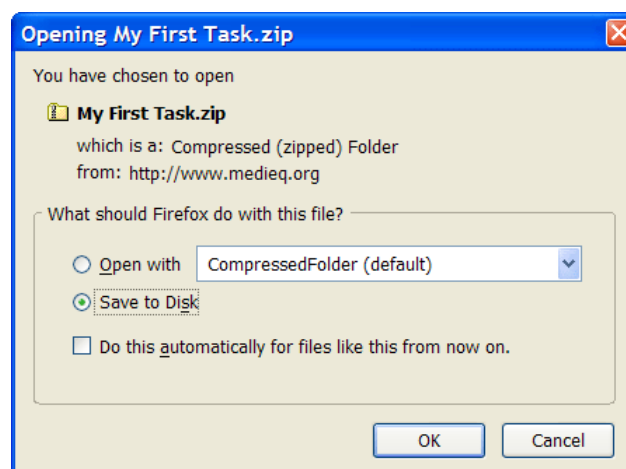 Opening My First Task.zip
You have chosen to open
My First Task.zip
which is a: Compressed (zipped) Folder
from: http://www.medieq.org
What should Firefox do with this file?
Open with CompressedFolder (default)
Save to Disk
Do this automatically for files like this from now on.
OK Cancel